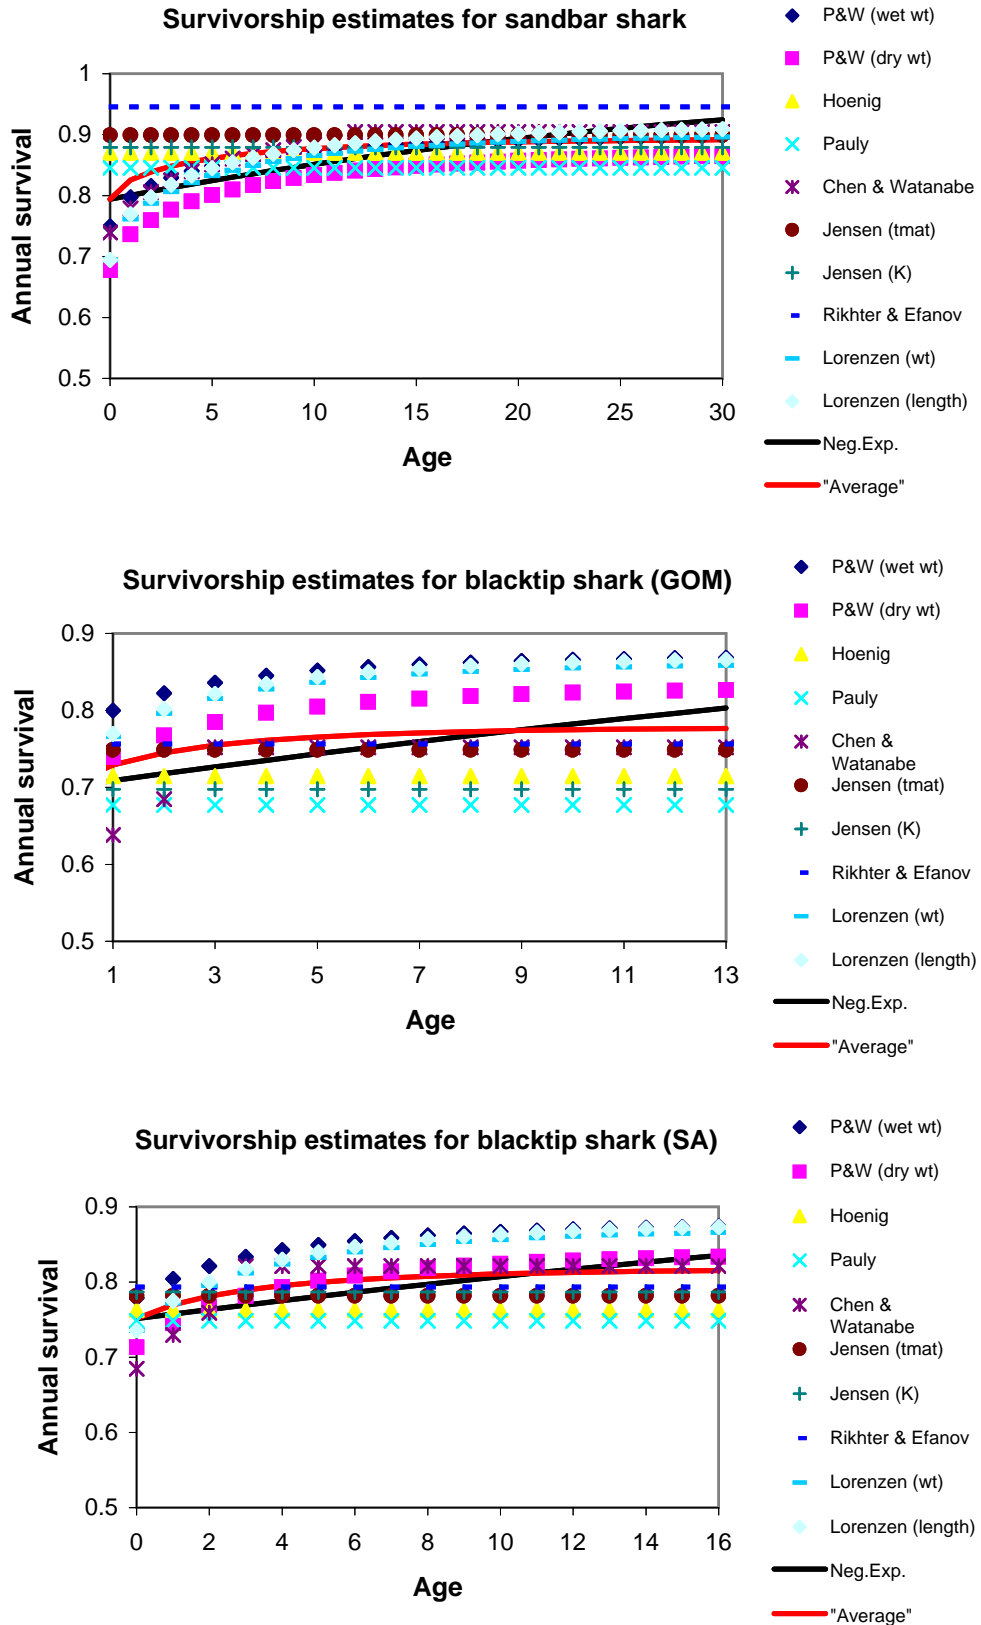 Survivorship estimates for sandbar shark
Annual survival
1
0.9
0.8
0.7
0.6
0.5
0 5 10 15 20 25 30
Age
P&W (wet wt)
P&W (dry wt)
Hoenig
Pauly
Chen & Watanabe
Jensen (tmat)
Jensen (K)
Rikhter & Efanov
Lorenzen (wt)
Lorenzen (length)
Neg.Exp.
"Average"
Survivorship estimates for blacktip shark (GOM)
Annual survival
0.9
0.8
0.7
0.6
0.5
1 3 5 7 9 11 13
Age
P&W (wet wt)
P&W (dry wt)
Hoenig
Pauly
Chen &
Watanabe
Jensen (tmat)
Jensen (K)
Rikhter & Efanov
Lorenzen (wt)
Lorenzen (length)
Neg.Exp.
"Average"
Survivorship estimates for blacktip shark (SA)
Annual survival
0.9
0.8
0.7
0.6
0.5
0 2 4 6 8 10 12 14 16
Age
P&W (wet wt)
P&W (dry wt)
Hoenig
Pauly
Chen &
Watanabe
Jensen (tmat)
Jensen (K)
Rikhter & Efanov
Lorenzen (wt)
Lorenzen (length)
Neg.Exp.
"Average"